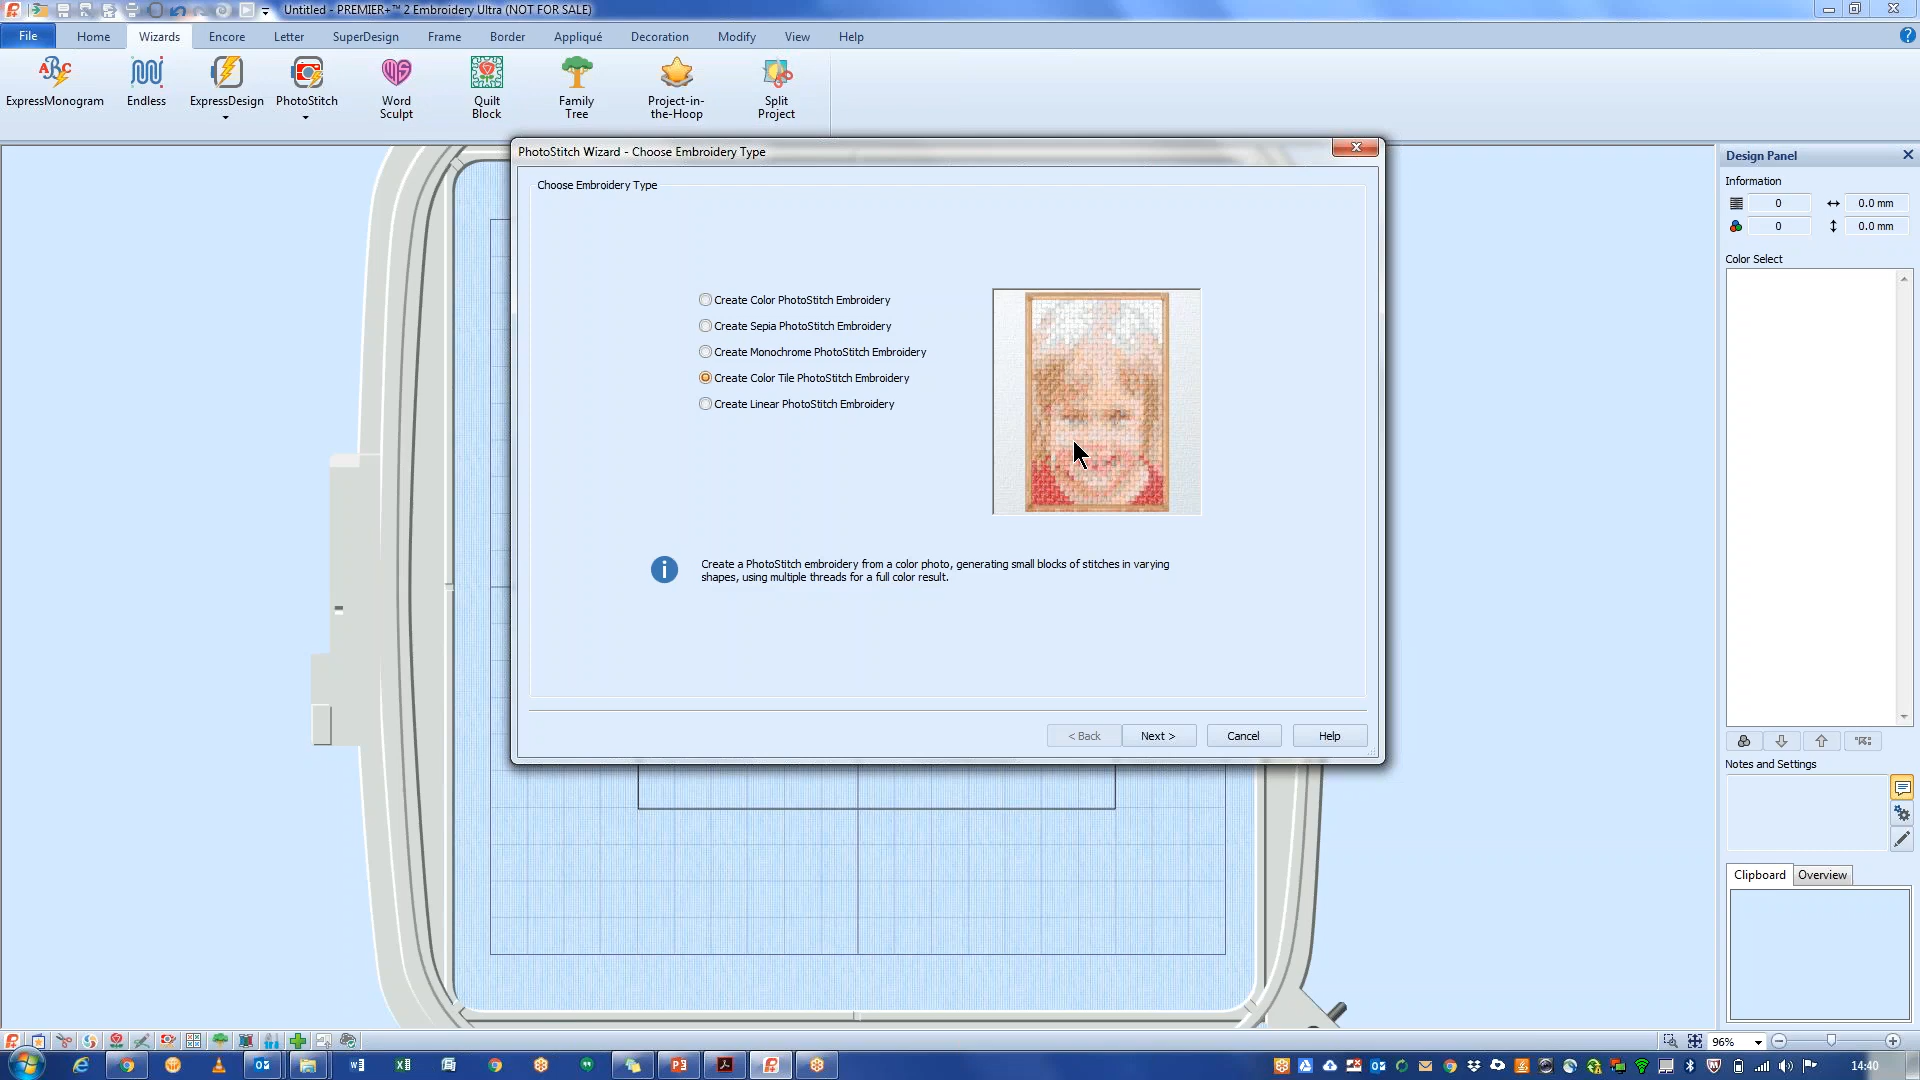 Untitled - PREMIER+™ 2 Embroidery Ultra (NOT FOR SALE)
File Home Wizards Encore Letter SuperDesign Frame Border Appliqué Decoration Modify View Help
ExpressMonogram Endless ExpressDesign PhotoStitch Word Sculpt Quilt Block Family Tree Project-in-the-Hoop Split Project
PhotoStitch Wizard - Choose Embroidery Type
Choose Embroidery Type
Create Color PhotoStitch Embroidery
Create Sepia PhotoStitch Embroidery
Create Monochrome PhotoStitch Embroidery
Create Color Tile PhotoStitch Embroidery
Create Linear PhotoStitch Embroidery
Create a PhotoStitch embroidery from a color photo, generating small blocks of stitches in varying
shapes, using multiple threads for a full color result.
< Back Next > Cancel Help
Design Panel
Information
0 0.0 mm
0 0.0 mm
Color Select
Notes and Settings
Clipboard Overview
96%
14:40